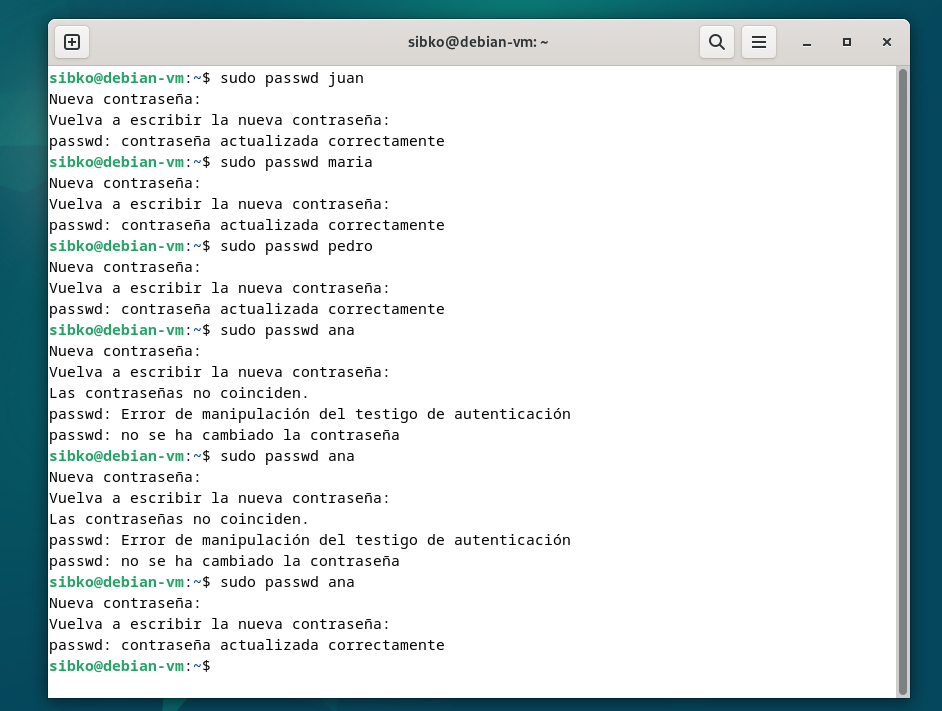 sibko@debian-vm: ~
sibko@debian-vm:~$ sudo passwd juan
Nueva contraseña:
Vuelva a escribir la nueva contraseña:
passwd: contraseña actualizada correctamente
sibko@debian-vm:~$ sudo passwd maria
Nueva contraseña:
Vuelva a escribir la nueva contraseña:
passwd: contraseña actualizada correctamente
sibko@debian-vm:~$ sudo passwd pedro
Nueva contraseña:
Vuelva a escribir la nueva contraseña:
passwd: contraseña actualizada correctamente
sibko@debian-vm:~$ sudo passwd ana
Nueva contraseña:
Vuelva a escribir la nueva contraseña:
Las contraseñas no coinciden.
passwd: Error de manipulación del testigo de autenticación
passwd: no se ha cambiado la contraseña
sibko@debian-vm:~$ sudo passwd ana
Nueva contraseña:
Vuelva a escribir la nueva contraseña:
Las contraseñas no coinciden.
passwd: Error de manipulación del testigo de autenticación
passwd: no se ha cambiado la contraseña
sibko@debian-vm:~$ sudo passwd ana
Nueva contraseña:
Vuelva a escribir la nueva contraseña:
passwd: contraseña actualizada correctamente
sibko@debian-vm:~$